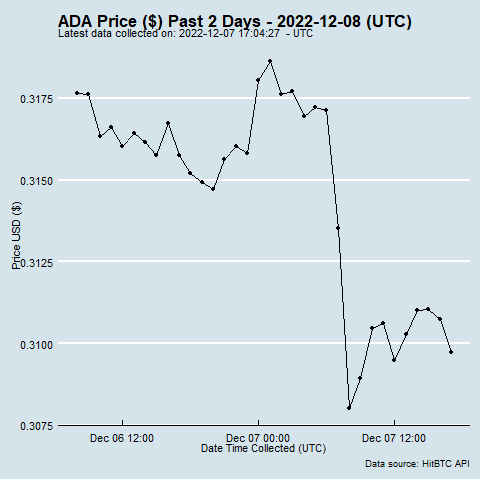 ADA Price ($) Past 2 Days - 2022-12-08 (UTC)
Latest data collected on: 2022-12-07 17:04:27 - UTC
Price USD ($)
0.3175
0.3150
0.3125
0.3100
0.3075
Dec 06 12:00 Dec 07 00:00 Dec 07 12:00
Date Time Collected (UTC)
Data source: HitBTC API